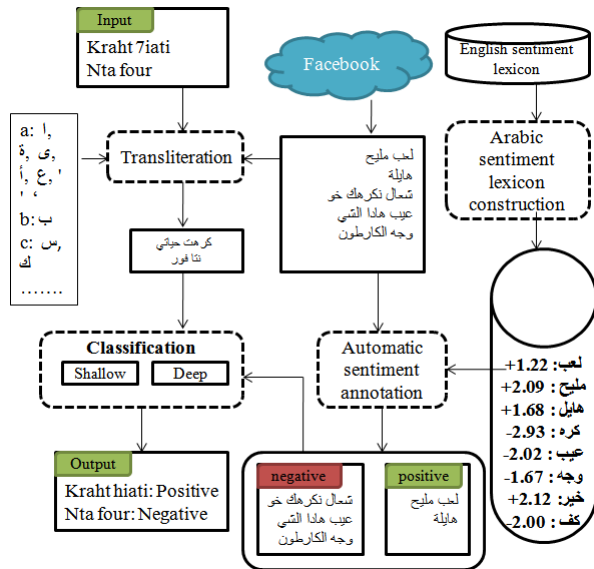 Input
Kraht 7iati
Nta four
Facebook
English sentiment
lexicon
a: ا,
ة, ى,
أ, ع, '
' ‘
b: ب
c: س,
ك
.......
Transliteration
لعب مليح
هايلة
شعال نكرهك خو
عيب هادا الشي
وجه الكارطون
Arabic
sentiment
lexicon
construction
كرهت حياتي
نتا فور
Classification
Shallow
Deep
Automatic
sentiment
annotation
لعب: 1.22+
مليح: 2.09+
هايل: 1.68+
كره: 2.93-
عيب: 2.02-
وجه: 1.67-
خير: 2.12+
كف: 2.00-
Output
Kraht hiati: Positive
Nta four: Negative
negative
شعال نكرهك خو
عيب هادا الشي
وجه الكارطون
positive
لعب مليح
هايلة